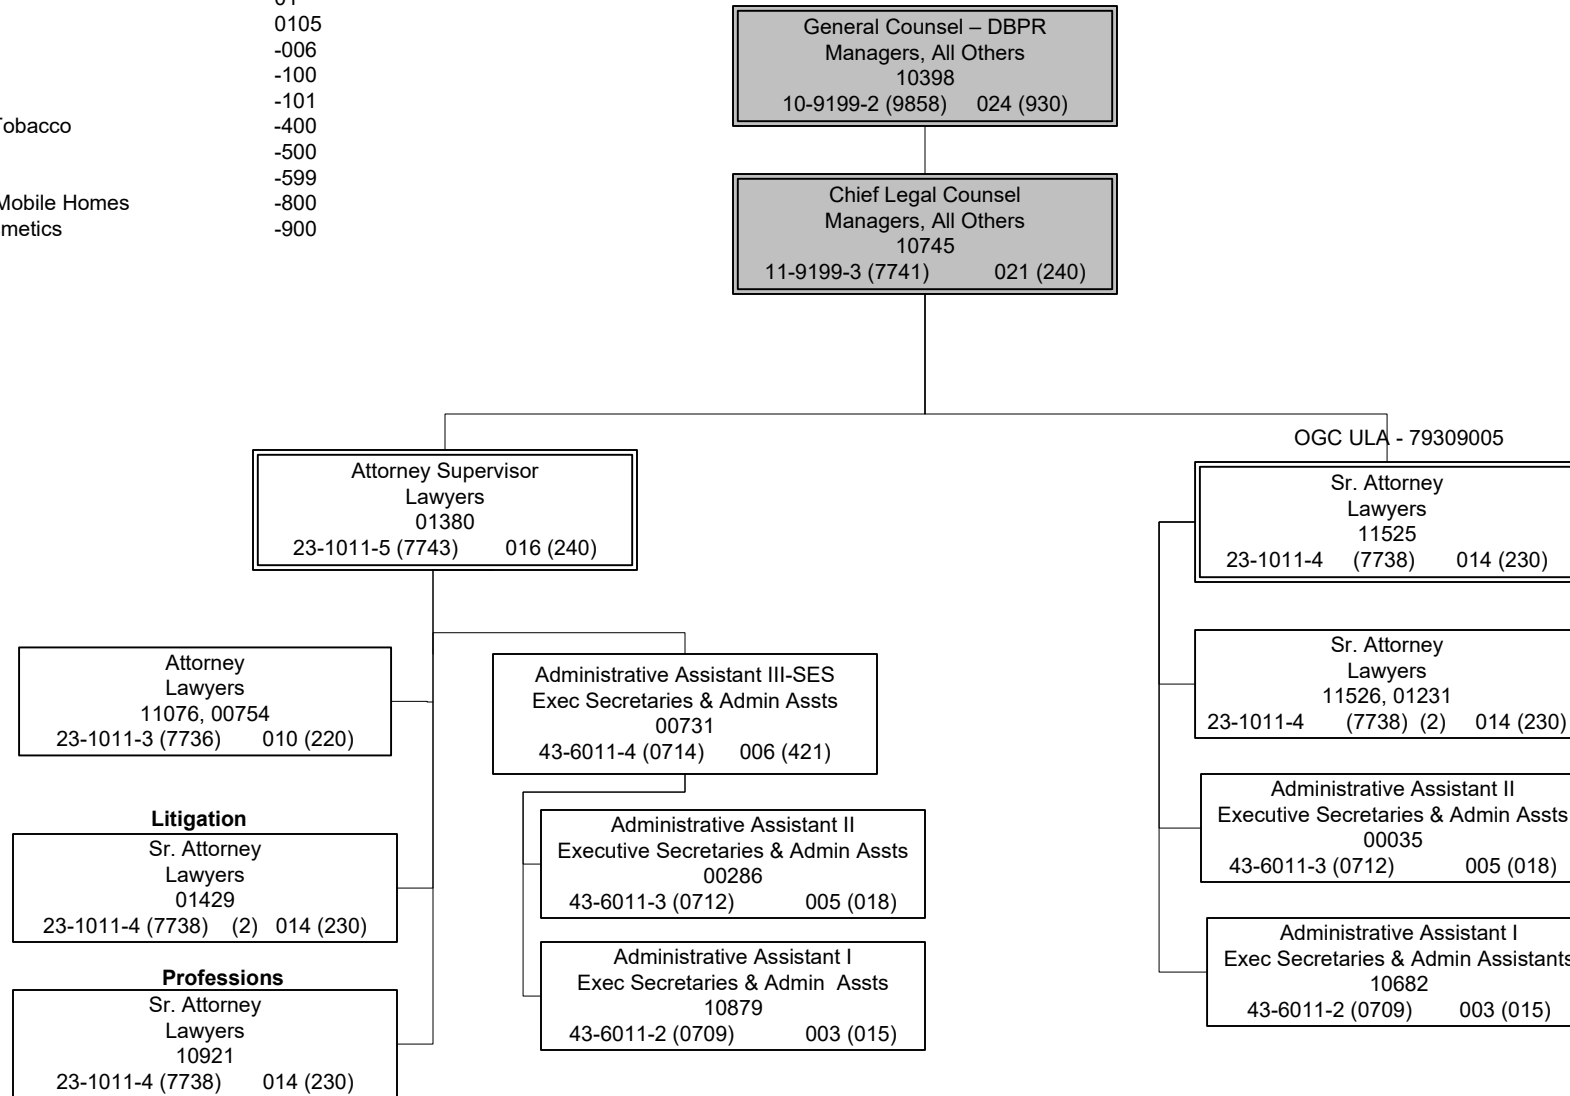 0105
-006
-100
-101
Tobacco -400
-500
-599
Mobile Homes -800
metics -900
General Counsel – DBPR
Managers, All Others
10398
10-9199-2 (9858) 024 (930)
Chief Legal Counsel
Managers, All Others
10745
11-9199-3 (7741) 021 (240)
Attorney Supervisor
Lawyers
01380
23-1011-5 (7743) 016 (240)
Attorney
Lawyers
11076, 00754
23-1011-3 (7736) 010 (220)
Litigation
Sr. Attorney
Lawyers
01429
23-1011-4 (7738) (2) 014 (230)
Professions
Sr. Attorney
Lawyers
10921
23-1011-4 (7738) 014 (230)
Administrative Assistant III-SES
Exec Secretaries & Admin Assts
00731
43-6011-4 (0714) 006 (421)
Administrative Assistant II
Executive Secretaries & Admin Assts
00286
43-6011-3 (0712) 005 (018)
Administrative Assistant I
Exec Secretaries & Admin Assts
10879
43-6011-2 (0709) 003 (015)
OGC ULA - 79309005
Sr. Attorney
Lawyers
11525
23-1011-4 (7738) 014 (230)
Sr. Attorney
Lawyers
11526, 01231
23-1011-4 (7738) (2) 014 (230)
Administrative Assistant II
Executive Secretaries & Admin Assts
00035
43-6011-3 (0712) 005 (018)
Administrative Assistant I
Exec Secretaries & Admin Assistants
10682
43-6011-2 (0709) 003 (015)